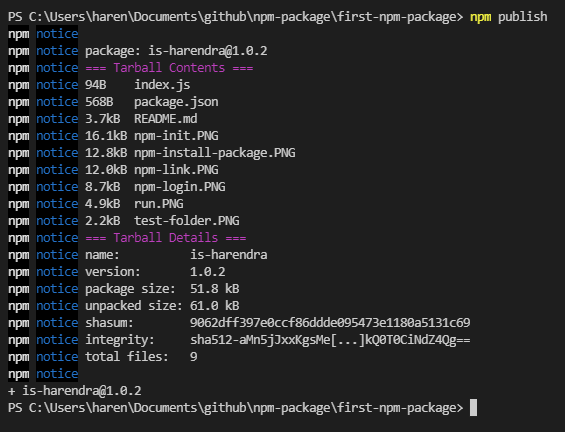 PS C:\Users\haren\Documents\github\npm-package\first-npm-package> npm publish
npm notice
npm notice package: is-harendra@1.0.2
npm notice === Tarball Contents ===
npm notice 94B    index.js
npm notice 568B   package.json
npm notice 3.7kB  README.md
npm notice 16.1kB npm-init.PNG
npm notice 12.8kB npm-install-package.PNG
npm notice 12.0kB npm-link.PNG
npm notice 8.7kB  npm-login.PNG
npm notice 4.9kB  run.PNG
npm notice 2.2kB  test-folder.PNG
npm notice === Tarball Details ===
npm notice name:          is-harendra
npm notice version:       1.0.2
npm notice package size:  51.8 kB
npm notice unpacked size: 61.0 kB
npm notice shasum:        9062dff397e0ccf86ddde095473e1180a5131c69
npm notice integrity:     sha512-aMn5jJxxKgsMe[...]kQ0T0CiNdZ4Qg==
npm notice total files:   9
npm notice
+ is-harendra@1.0.2
PS C:\Users\haren\Documents\github\npm-package\first-npm-package>